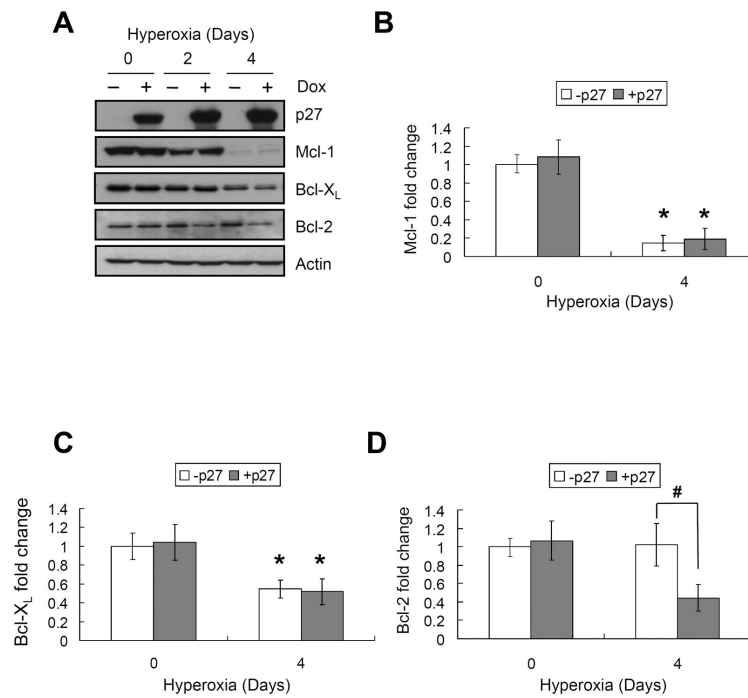 A
Hyperoxia (Days)
0 2 4
– + – + – + Dox
p27
Mcl-1
Bcl-XL
Bcl-2
Actin
B
-p27 +p27
Mcl-1 fold change
1.4
1.2
1
0.8
0.6
0.4
0.2
0
* *
0 4
Hyperoxia (Days)
C
-p27 +p27
Bcl-XL fold change
1.4
1.2
1
0.8
0.6
0.4
0.2
0
* *
0 4
Hyperoxia (Days)
D
-p27 +p27
Bcl-2 fold change
1.4
1.2
1
0.8
0.6
0.4
0.2
0
#
0 4
Hyperoxia (Days)